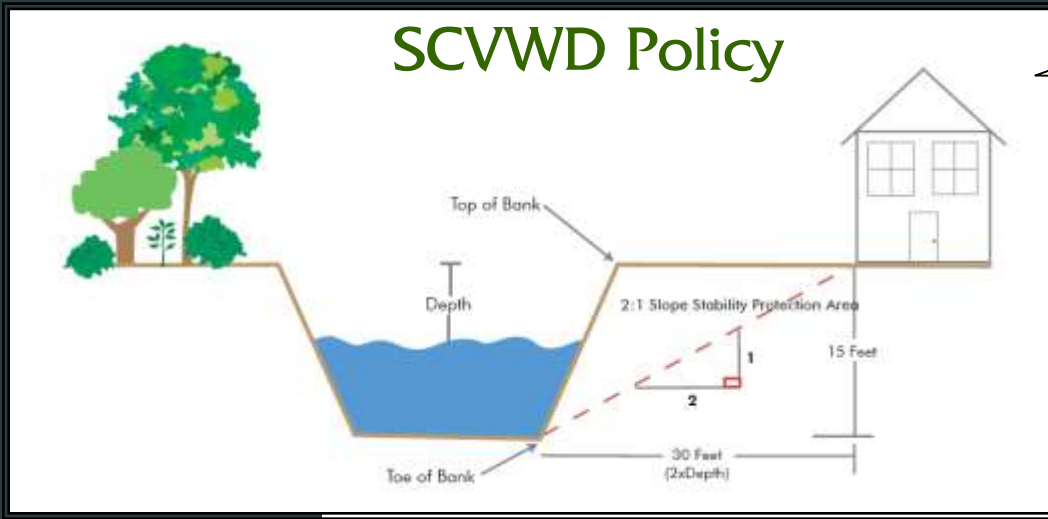 SCVWD Policy
Top of Bank
Depth
2:1 Slope Stability Protection Area
1
15 Feet
2
30 Feet
(2xDepth)
Toe of Bank